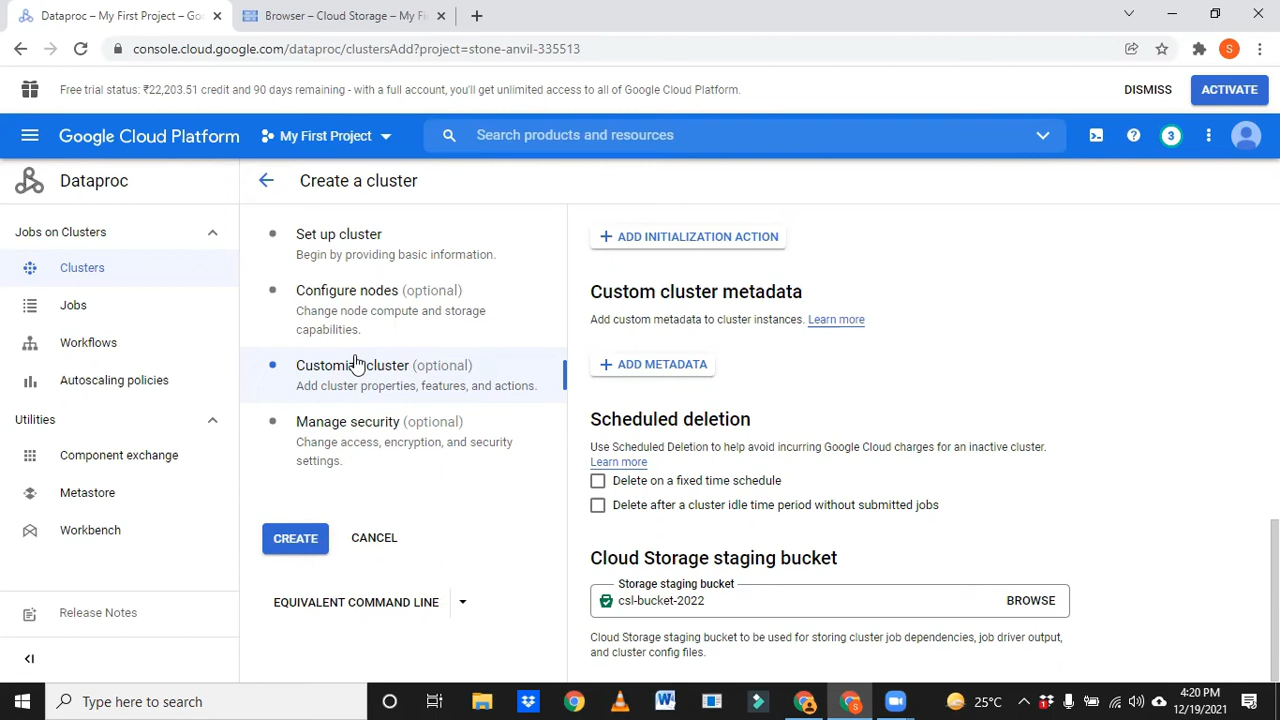 Dataproc – My First Project – Go
Browser – Cloud Storage – My Fi
console.cloud.google.com/dataproc/clustersAdd?project=stone-anvil-335513
S
Free trial status: ₹22,203.51 credit and 90 days remaining - with a full account, you'll get unlimited access to all of Google Cloud Platform.
DISMISS
ACTIVATE
Google Cloud Platform
My First Project
Search products and resources
3
Dataproc
Create a cluster
Jobs on Clusters
Clusters
Jobs
Workflows
Autoscaling policies
Utilities
Component exchange
Metastore
Workbench
Release Notes
Set up cluster
Begin by providing basic information.
Configure nodes (optional)
Change node compute and storage
capabilities.
Customize cluster (optional)
Add cluster properties, features, and actions.
Manage security (optional)
Change access, encryption, and security
settings.
CREATE
CANCEL
EQUIVALENT COMMAND LINE
ADD INITIALIZATION ACTION
Custom cluster metadata
Add custom metadata to cluster instances. Learn more
ADD METADATA
Scheduled deletion
Use Scheduled Deletion to help avoid incurring Google Cloud charges for an inactive cluster.
Learn more
Delete on a fixed time schedule
Delete after a cluster idle time period without submitted jobs
Cloud Storage staging bucket
Storage staging bucket
csl-bucket-2022
BROWSE
Cloud Storage staging bucket to be used for storing cluster job dependencies, job driver output,
and cluster config files.
Type here to search
25°C
4:20 PM
12/19/2021